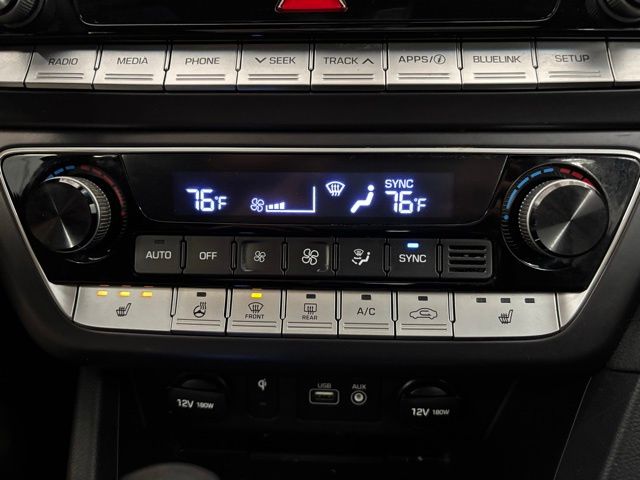 RADIO MEDIA PHONE ∨ SEEK TRACK ∧ APPS/i BLUELINK SETUP
SYNC
76°F 76°F
AUTO OFF SYNC
FRONT REAR A/C
12V 180W USB AUX 12V 180W